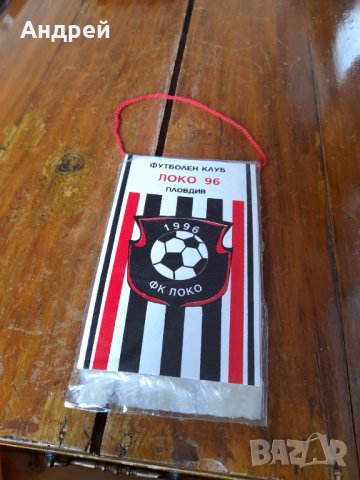 Андрей
ФУТБОЛЕН КЛУБ
ЛОКО 96
ПЛОВДИВ
1996
ФК ЛОКО
BAZAR